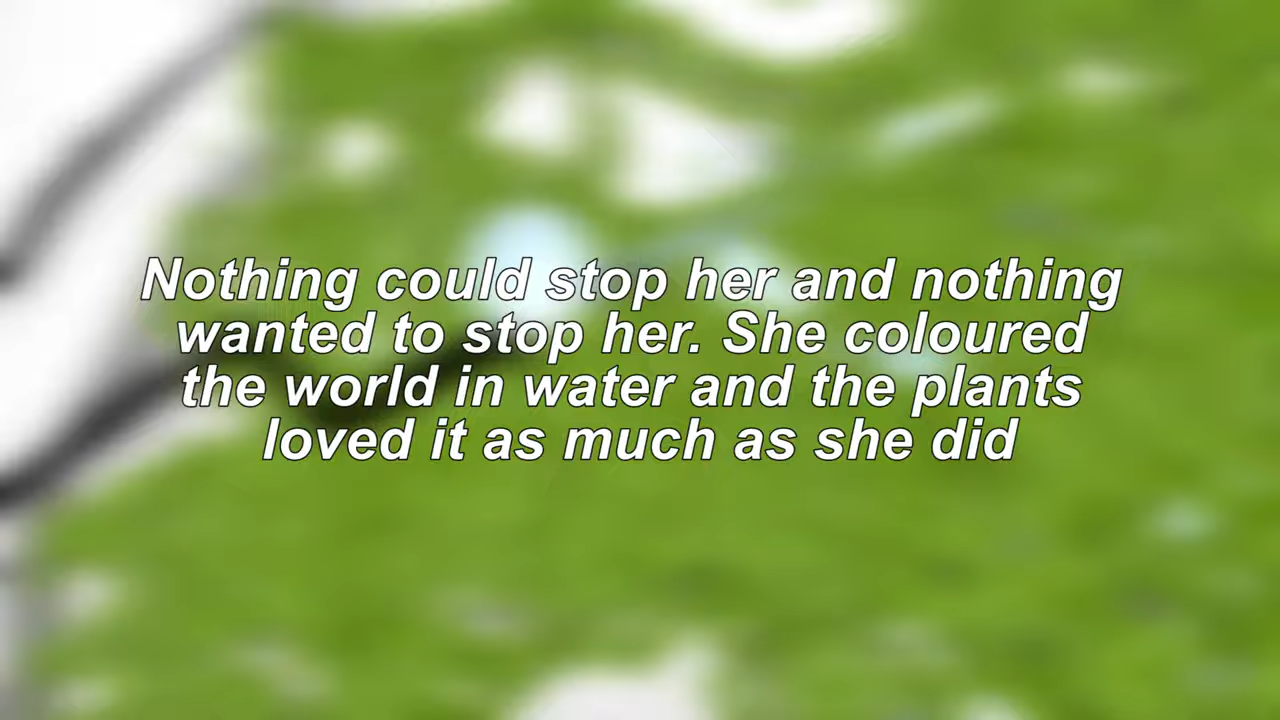 Nothing could stop her and nothing
wanted to stop her. She coloured
the world in water and the plants
loved it as much as she did